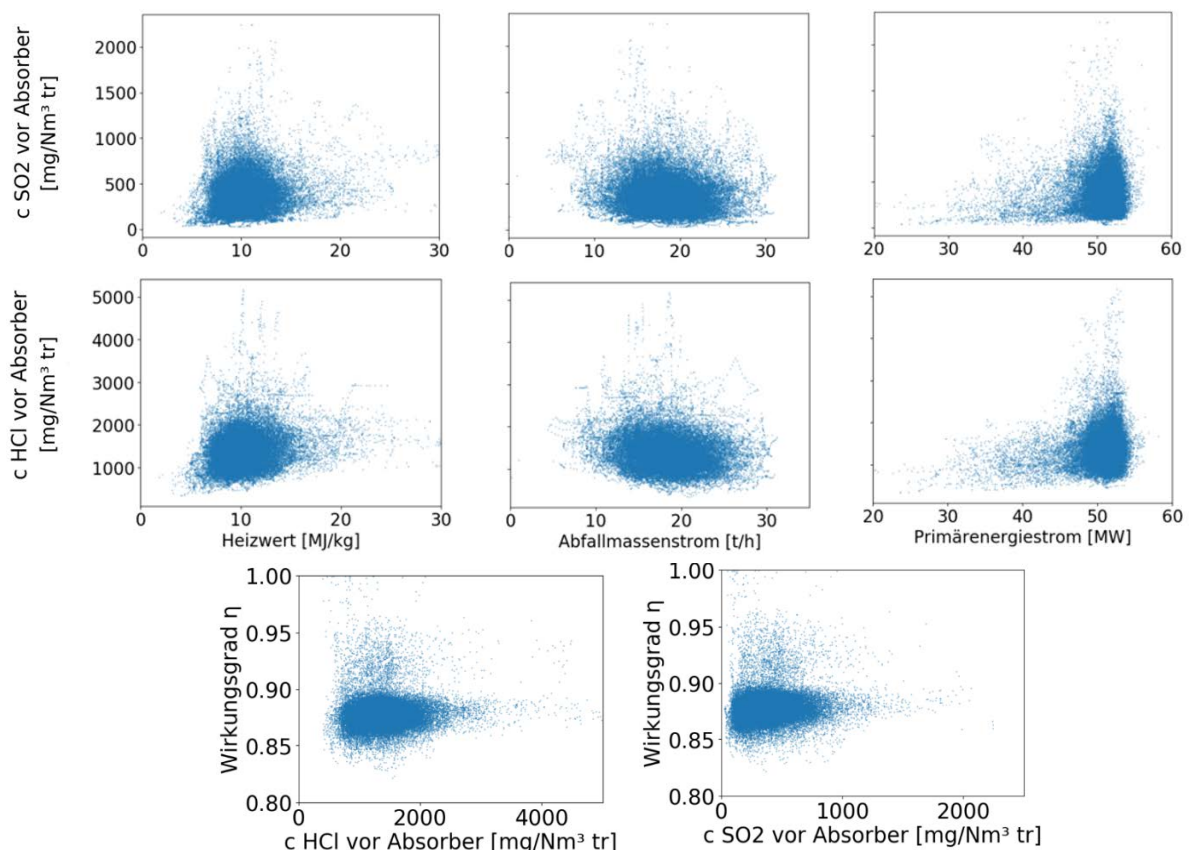 c SO2 vor Absorber
[mg/Nm³ tr]
2000
1500
1000
500
0
0 10 20 30
0 10 20 30
20 30 40 50 60
c HCl vor Absorber
[mg/Nm³ tr]
5000
4000
3000
2000
1000
0 10 20 30
Heizwert [MJ/kg]
0 10 20 30
Abfallmassenstrom [t/h]
20 30 40 50 60
Primärenergiestrom [MW]
Wirkungsgrad η
1.00
0.95
0.90
0.85
0.80
0 2000 4000
c HCl vor Absorber [mg/Nm³ tr]
Wirkungsgrad η
1.00
0.95
0.90
0.85
0.80
0 1000 2000
c SO2 vor Absorber [mg/Nm³ tr]